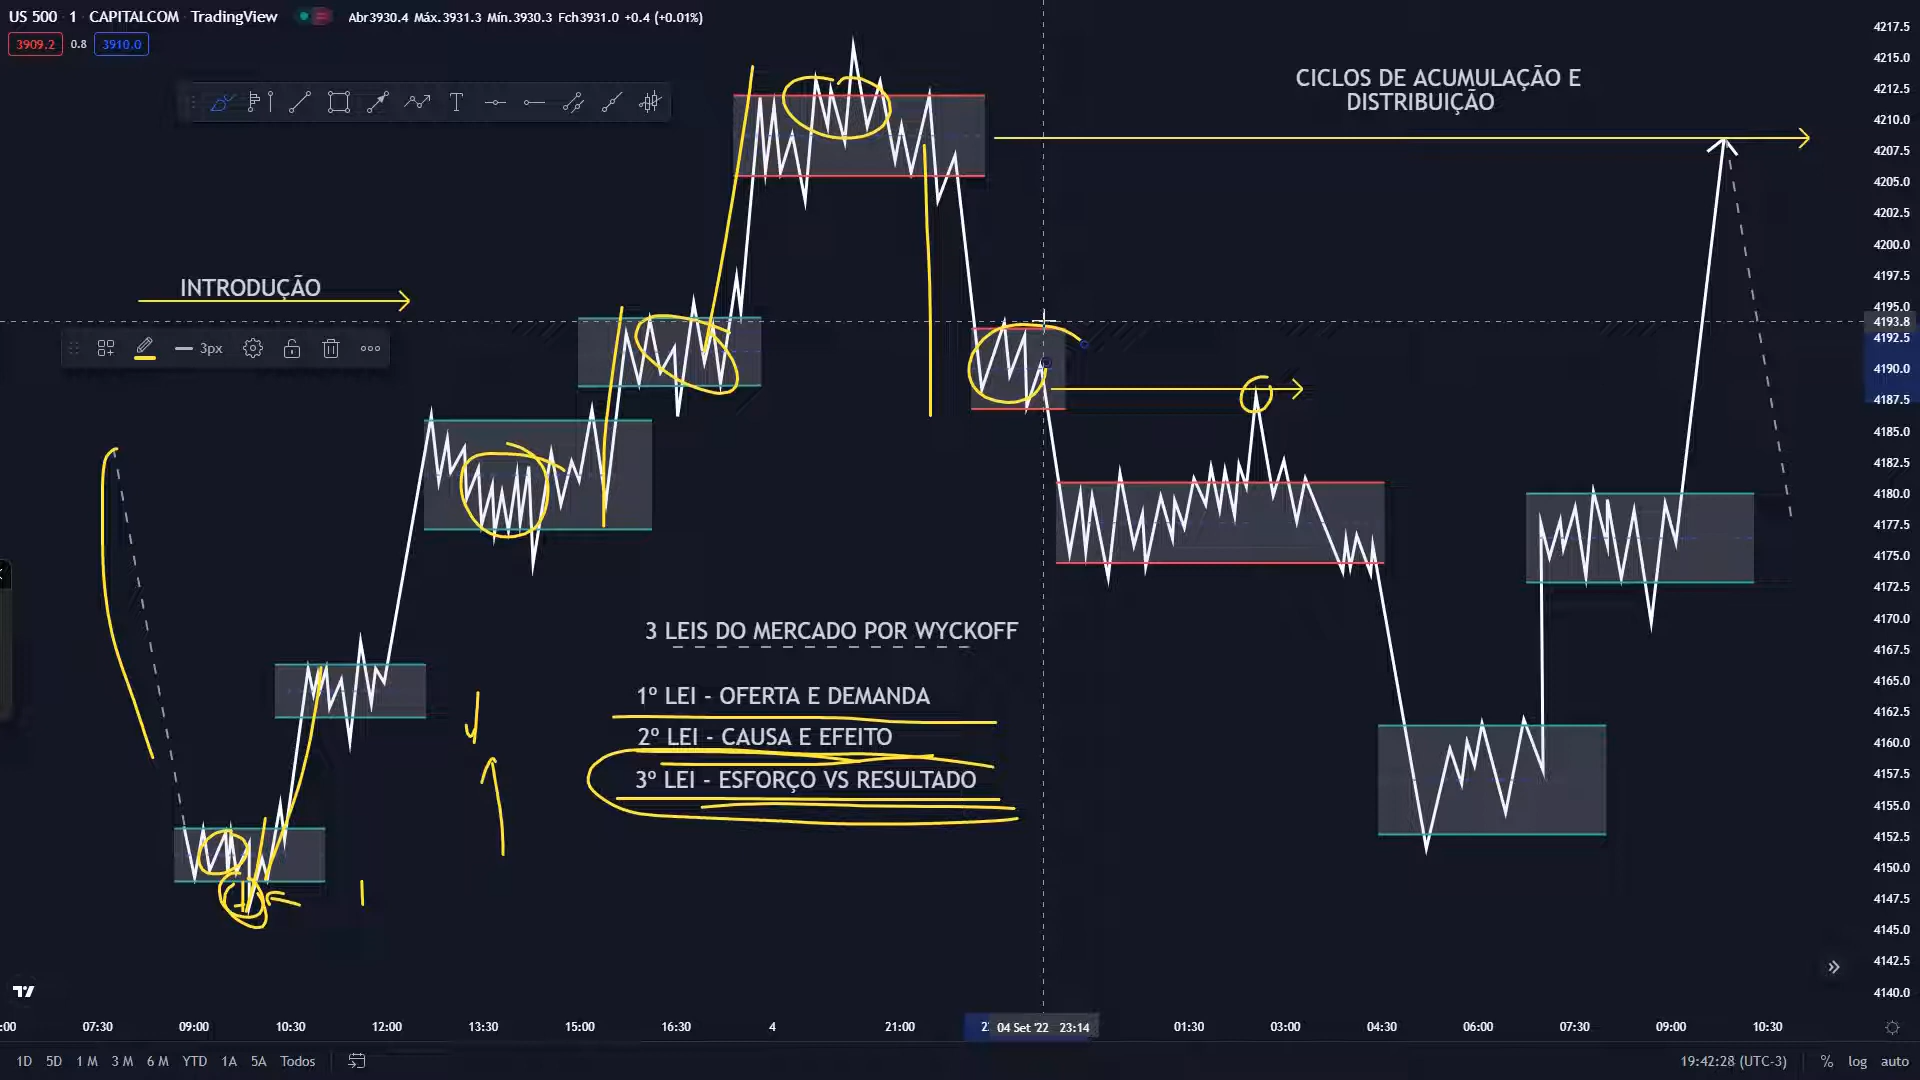 US 500 · 1 · CAPITALCOM · TradingView
Abr3930.4 Máx.3931.3 Mín.3930.3 Fch3931.0 +0.4 (+0.01%)
3909.2 0.8 3910.0
CICLOS DE ACUMULAÇÃO E
DISTRIBUIÇÃO
INTRODUÇÃO
3px
3 LEIS DO MERCADO POR WYCKOFF
1º LEI - OFERTA E DEMANDA
2º LEI - CAUSA E EFEITO
3º LEI - ESFORÇO VS RESULTADO
4217.5
4215.0
4212.5
4210.0
4207.5
4205.0
4202.5
4200.0
4197.5
4195.0
4193.8
4192.5
4190.0
4187.5
4185.0
4182.5
4180.0
4177.5
4175.0
4172.5
4170.0
4167.5
4165.0
4162.5
4160.0
4157.5
4155.0
4152.5
4150.0
4147.5
4145.0
4142.5
4140.0
:00 07:30 09:00 10:30 12:00 13:30 15:00 16:30 4 21:00 04 Set '22 23:14 01:30 03:00 04:30 06:00 07:30 09:00 10:30
1D 5D 1 M 3 M 6 M YTD 1A 5A Todos 19:42:28 (UTC-3) % log auto